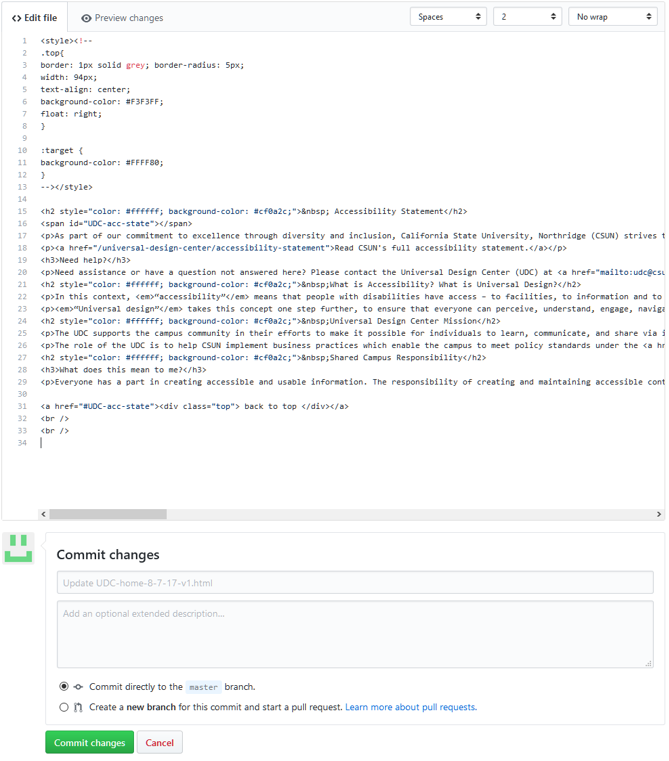 Edit file
Preview changes
Spaces
2
No wrap
1 <style><!--
2 .top{
3 border: 1px solid grey; border-radius: 5px;
4 width: 94px;
5 text-align: center;
6 background-color: #F3F3FF;
7 float: right;
8 }
9
10 :target {
11 background-color: #FFFF80;
12 }
13 --></style>
14
15 <h2 style="color: #ffffff; background-color: #cf0a2c;">&nbsp; Accessibility Statement</h2>
16 <span id="UDC-acc-state"></span>
17 <p>As part of our commitment to excellence through diversity and inclusion, California State University, Northridge (CSUN) strives t
18 <p><a href="/universal-design-center/accessibility-statement">Read CSUN's full accessibility statement.</a></p>
19 <h3>Need help?</h3>
20 <p>Need assistance or have a question not answered here? Please contact the Universal Design Center (UDC) at <a href="mailto:udc@csu
21 <h2 style="color: #ffffff; background-color: #cf0a2c;">&nbsp;What is Accessibility? What is Universal Design?</h2>
22 <p>In this context, <em>“accessibility”</em> means that people with disabilities have access – to facilities, to information and to
23 <p><em>“Universal design”</em> takes this concept one step further, to ensure that everyone can perceive, understand, engage, naviga
24 <h2 style="color: #ffffff; background-color: #cf0a2c;">&nbsp;Universal Design Center Mission</h2>
25 <p>The UDC supports the campus community in their efforts to make it possible for individuals to learn, communicate, and share via i
26 <p>The role of the UDC is to help CSUN implement business practices which enable the campus to meet policy standards under the <a h
27 <h2 style="color: #ffffff; background-color: #cf0a2c;">&nbsp;Shared Campus Responsibility</h2>
28 <h3>What does this mean to me?</h3>
29 <p>Everyone has a part in creating accessible and usable information. The responsibility of creating and maintaining accessible cont
30
31 <a href="#UDC-acc-state"><div class="top"> back to top </div></a>
32 <br />
33 <br />
34
Commit changes
Update UDC-home-8-7-17-v1.html
Add an optional extended description...
Commit directly to the master branch.
Create a new branch for this commit and start a pull request. Learn more about pull requests.
Commit changes
Cancel